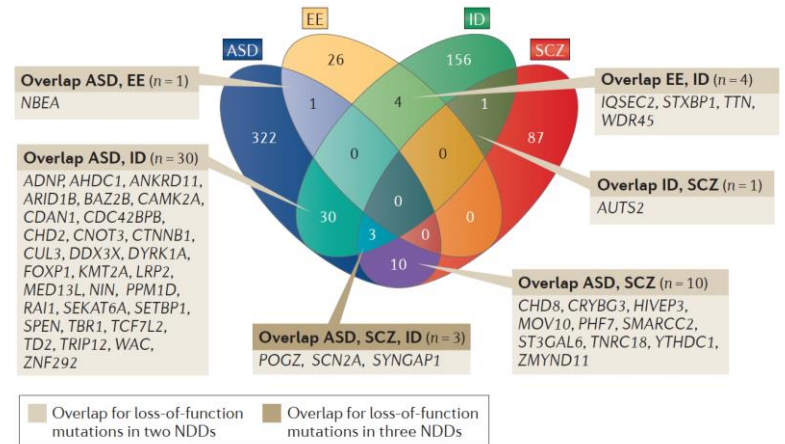 EE
ID
ASD
SCZ
26
156
322
87
1
4
1
0
0
30
0
0
3
0
10
Overlap ASD, EE (n = 1)
NBEA
Overlap ASD, ID (n = 30)
ADNP, AHDC1, ANKRD11,
ARID1B, BAZ2B, CAMK2A,
CDAN1, CDC42BPB,
CHD2, CNOT3, CTNNB1,
CUL3, DDX3X, DYRK1A,
FOXP1, KMT2A, LRP2,
MED13L, NIN, PPM1D,
RAI1, SEKAT6A, SETBP1,
SPEN, TBR1, TCF7L2,
TD2, TRIP12, WAC,
ZNF292
Overlap ASD, SCZ, ID (n = 3)
POGZ, SCN2A, SYNGAP1
Overlap EE, ID (n = 4)
IQSEC2, STXBP1, TTN,
WDR45
Overlap ID, SCZ (n = 1)
AUTS2
Overlap ASD, SCZ (n = 10)
CHD8, CRYBG3, HIVEP3,
MOV10, PHF7, SMARCC2,
ST3GAL6, TNRC18, YTHDC1,
ZMYND11
Overlap for loss-of-function
mutations in two NDDs
Overlap for loss-of-function
mutations in three NDDs